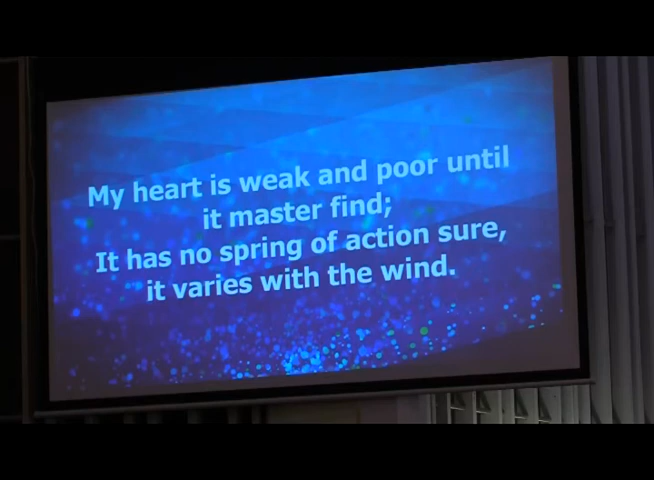 My heart is weak and poor until
it master find;
It has no spring of action sure,
it varies with the wind.